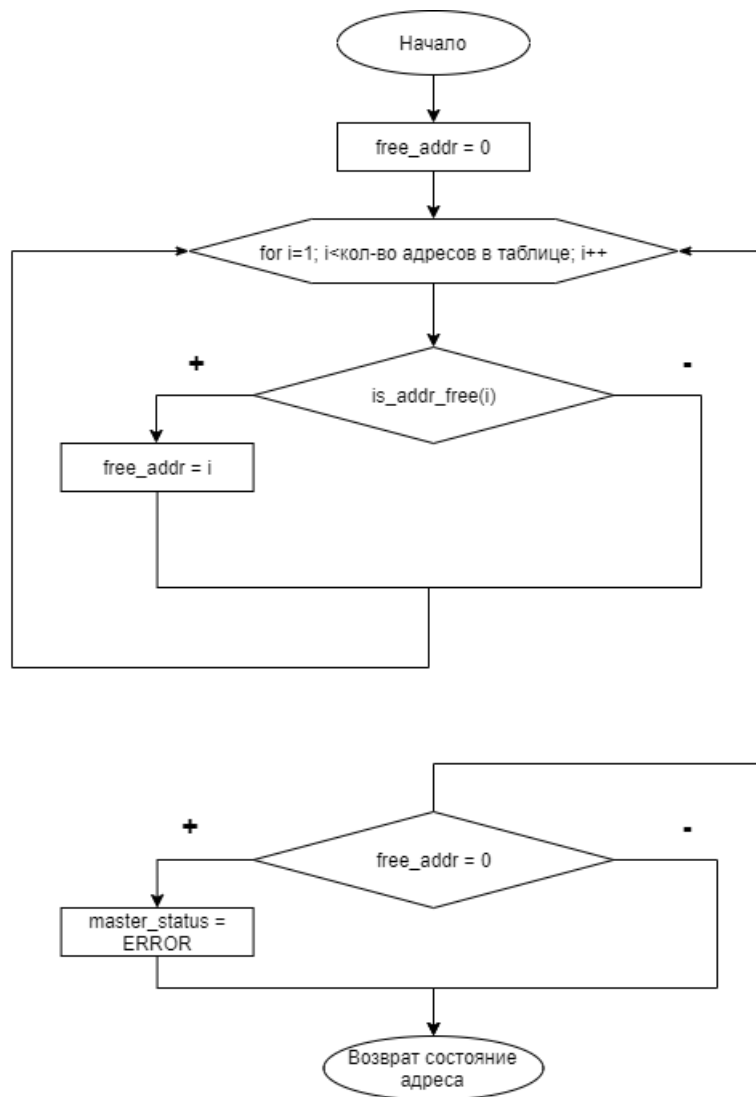 Начало
free_addr = 0
for i=1; i<кол-во адресов в таблице; i++
+
-
is_addr_free(i)
free_addr = i
+
-
free_addr = 0
master_status =
ERROR
Возврат состояние
адреса